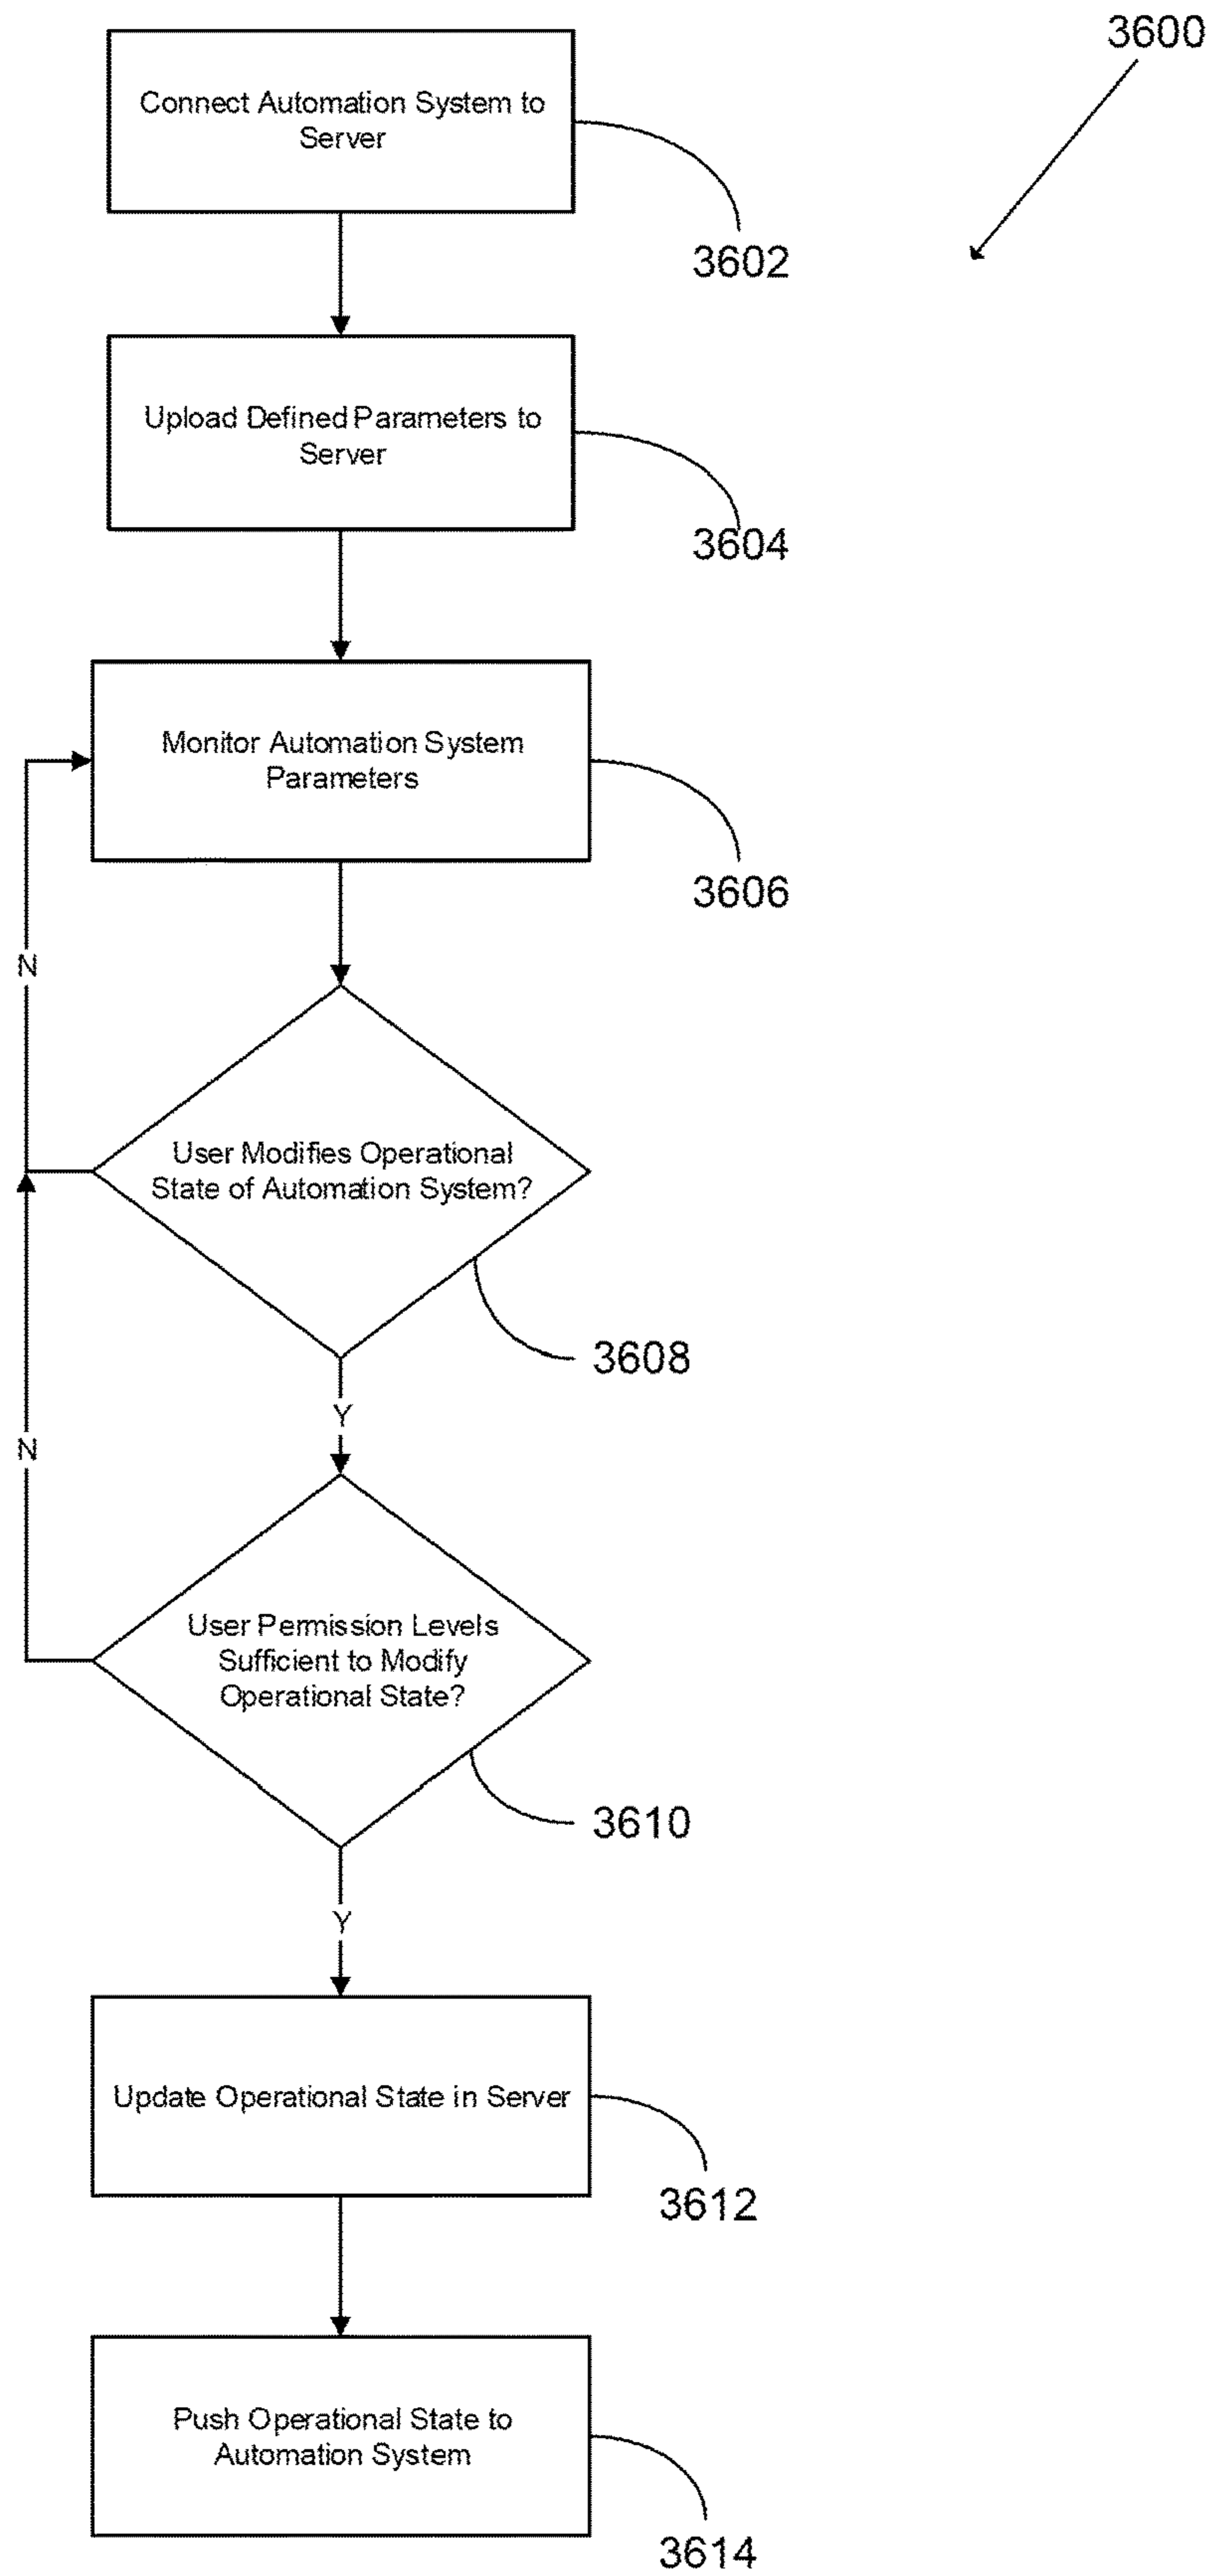 3600
Connect Automation System to
Server
3602
Upload Defined Parameters to
Server
3604
Monitor Automation System
Parameters
3606
N
User Modifies Operational
State of Automation System?
3608
Y
N
User Permission Levels
Sufficient to Modify
Operational State?
3610
Y
Update Operational State in Server
3612
Push Operational State to
Automation System
3614